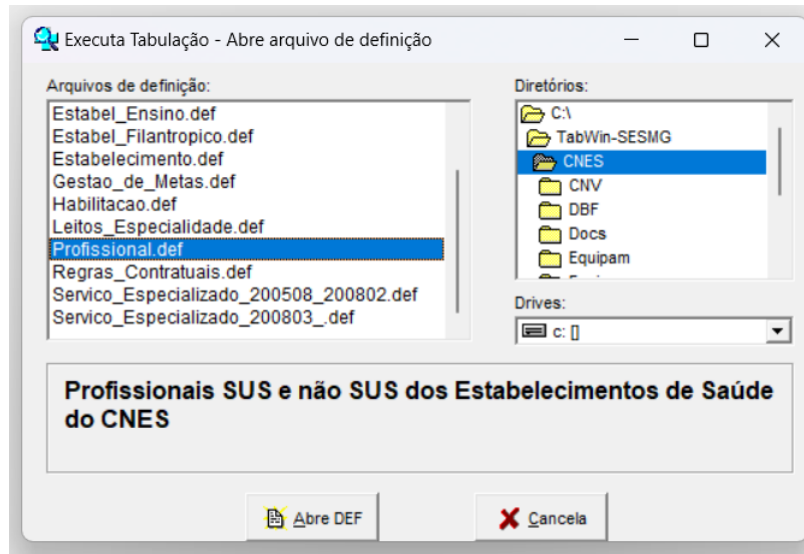 Executa Tabulação - Abre arquivo de definição
Arquivos de definição:
Estabel_Ensino.def
Estabel_Filantropico.def
Estabelecimento.def
Gestao_de_Metas.def
Habilitacao.def
Leitos_Especialidade.def
Profissional.def
Regras_Contratuais.def
Servico_Especializado_200508_200802.def
Servico_Especializado_200803_.def
Diretórios:
C:\
TabWin-SESMG
CNES
CNV
DBF
Docs
Equipam
Drives:
c: []
Profissionais SUS e não SUS dos Estabelecimentos de Saúde
do CNES
Abre DEF
Cancela